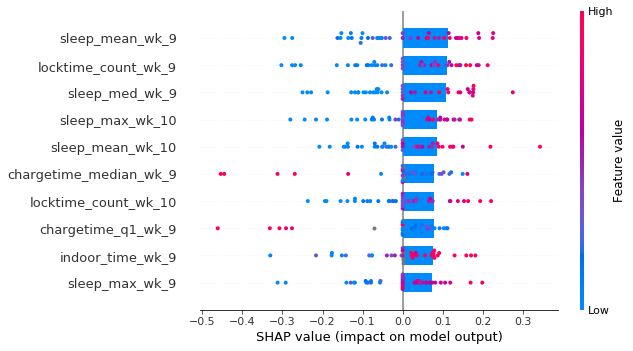 High
sleep_mean_wk_9
locktime_count_wk_9
sleep_med_wk_9
sleep_max_wk_10
sleep_mean_wk_10
chargetime_median_wk_9
locktime_count_wk_10
chargetime_q1_wk_9
indoor_time_wk_9
sleep_max_wk_9
Feature value
Low
−0.5 −0.4 −0.3 −0.2 −0.1 0.0 0.1 0.2 0.3
SHAP value (impact on model output)